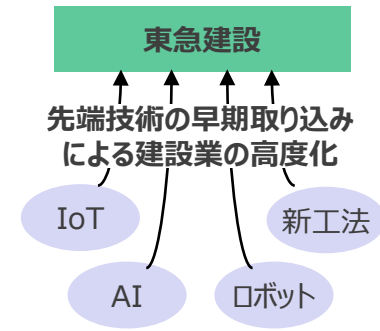 東急建設
先端技術の早期取り込み
による建設業の高度化
IoT
新工法
AI
ロボット